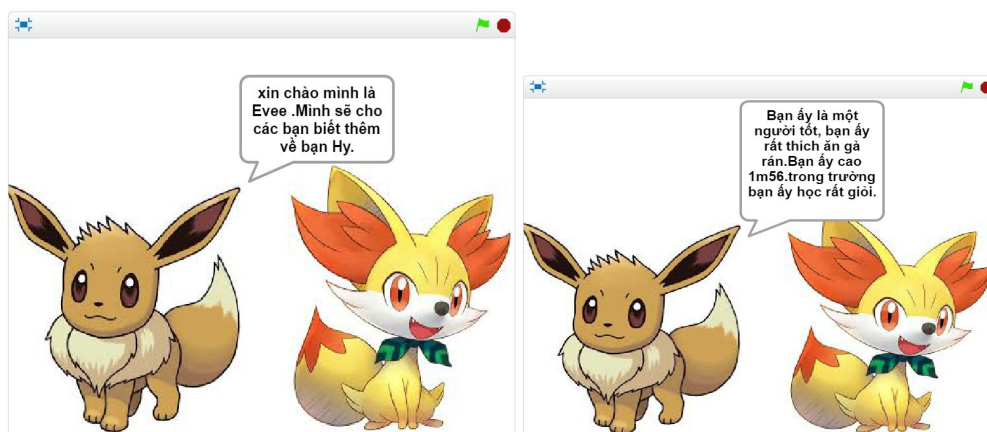 xin chào mình là
Evee .Mình sẽ cho
các bạn biết thêm
về bạn Hy.
Bạn ấy là một
người tốt, bạn ấy
rất thích ăn gà
rán.Bạn ấy cao
1m56.trong trường
bạn ấy học rất giỏi.